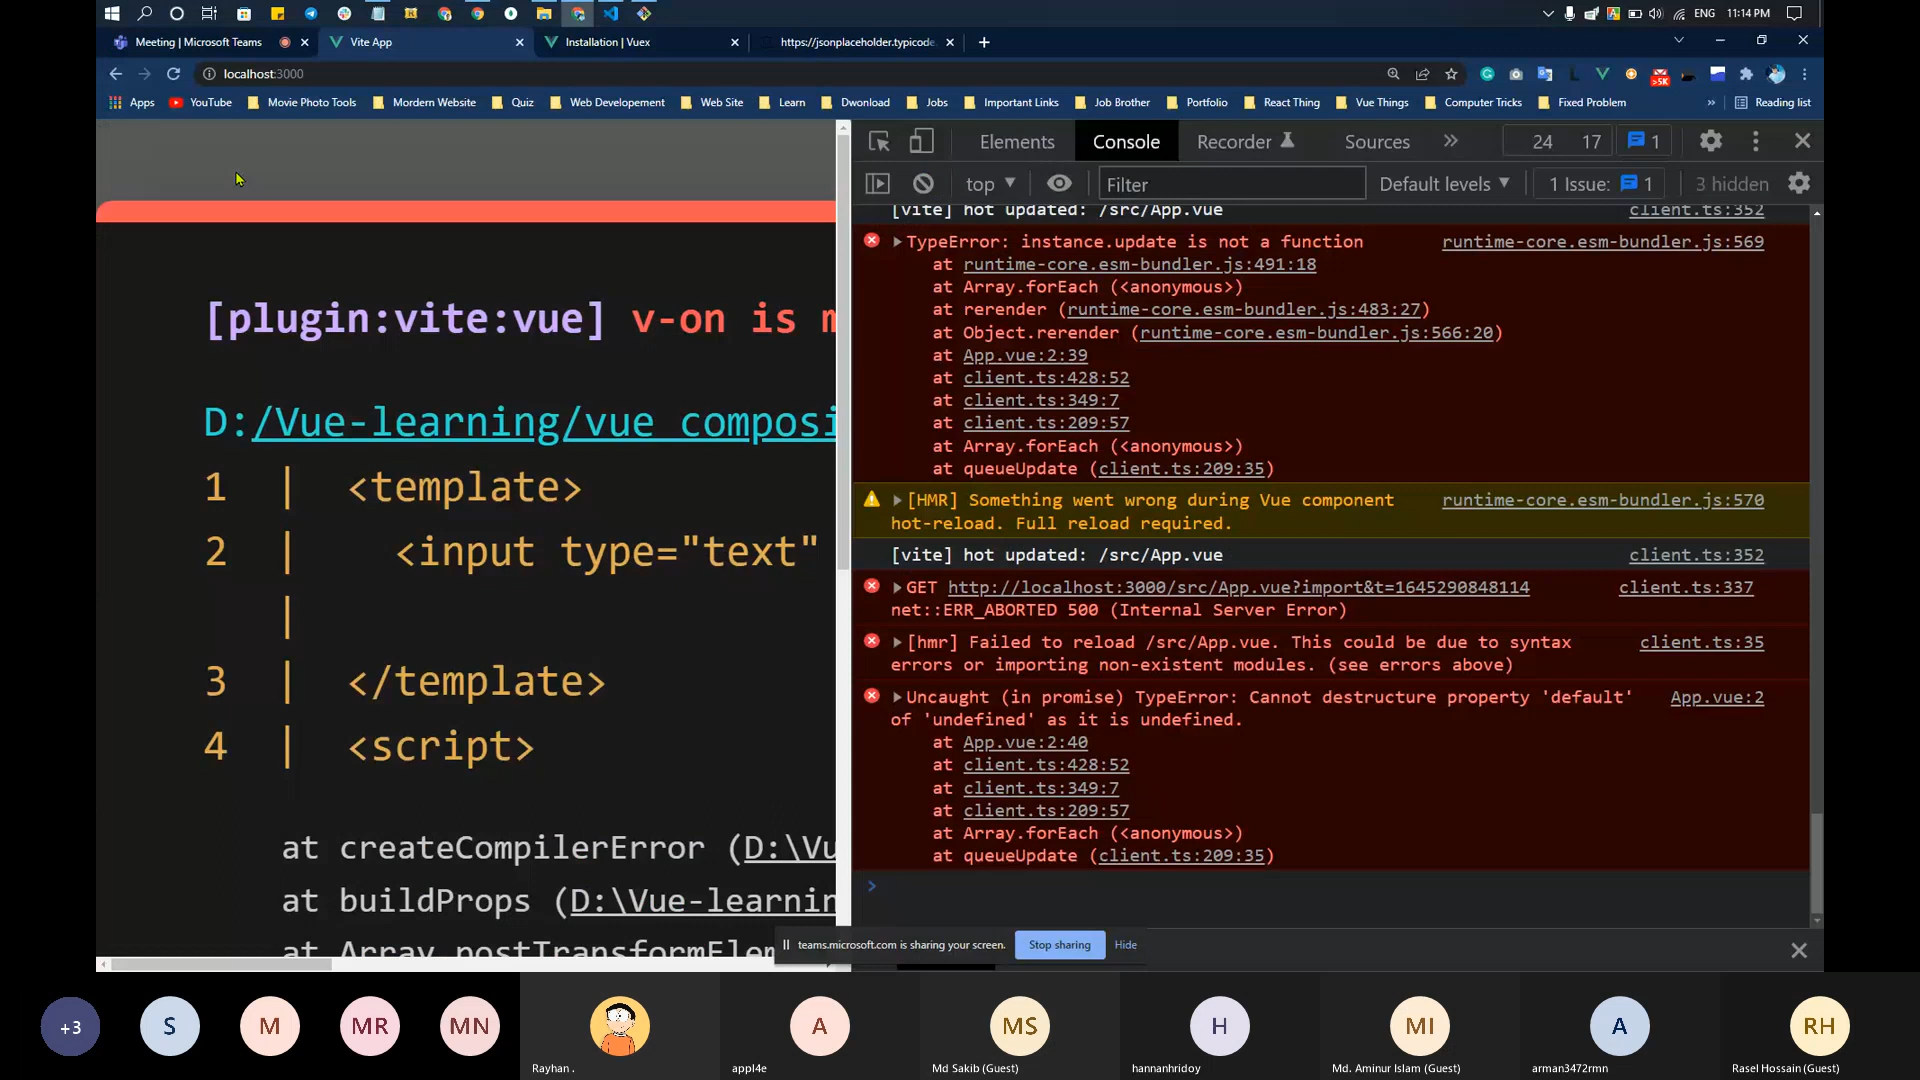 ENG 11:14 PM
Meeting | Microsoft Teams
Vite App
Installation | Vuex
https://jsonplaceholder.typicode.
localhost:3000
>5K
Apps YouTube Movie Photo Tools Mordern Website Quiz Web Developement Web Site Learn Dwonload Jobs Important Links Job Brother Portfolio React Thing Vue Things Computer Tricks Fixed Problem » Reading list
Elements Console Recorder Sources » 24 17 1
top Filter Default levels 1 Issue: 1 3 hidden
[vite] hot updated: /src/App.vue client.ts:352
TypeError: instance.update is not a function runtime-core.esm-bundler.js:569
at runtime-core.esm-bundler.js:491:18
at Array.forEach (<anonymous>)
at rerender (runtime-core.esm-bundler.js:483:27)
at Object.rerender (runtime-core.esm-bundler.js:566:20)
at App.vue:2:39
at client.ts:428:52
at client.ts:349:7
at client.ts:209:57
at Array.forEach (<anonymous>)
at queueUpdate (client.ts:209:35)
[HMR] Something went wrong during Vue component runtime-core.esm-bundler.js:570
hot-reload. Full reload required.
[vite] hot updated: /src/App.vue client.ts:352
GET http://localhost:3000/src/App.vue?import&t=1645290848114 client.ts:337
net::ERR_ABORTED 500 (Internal Server Error)
[hmr] Failed to reload /src/App.vue. This could be due to syntax client.ts:35
errors or importing non-existent modules. (see errors above)
Uncaught (in promise) TypeError: Cannot destructure property 'default' App.vue:2
of 'undefined' as it is undefined.
at App.vue:2:40
at client.ts:428:52
at client.ts:349:7
at client.ts:209:57
at Array.forEach (<anonymous>)
at queueUpdate (client.ts:209:35)
[plugin:vite:vue] v-on is
D:/Vue-learning/vue composi
1 | <template>
2 | <input type="text"
|
3 | </template>
4 | <script>
at createCompilerError (D:\Vu
at buildProps (D:\Vue-learnin
at Array.postTransformElem
teams.microsoft.com is sharing your screen. Stop sharing Hide
+3 S M MR MN A MS H MI A RH
Rayhan . appl4e Md Sakib (Guest) hannanhridoy Md. Aminur Islam (Guest) arman3472rmn Rasel Hossain (Guest)